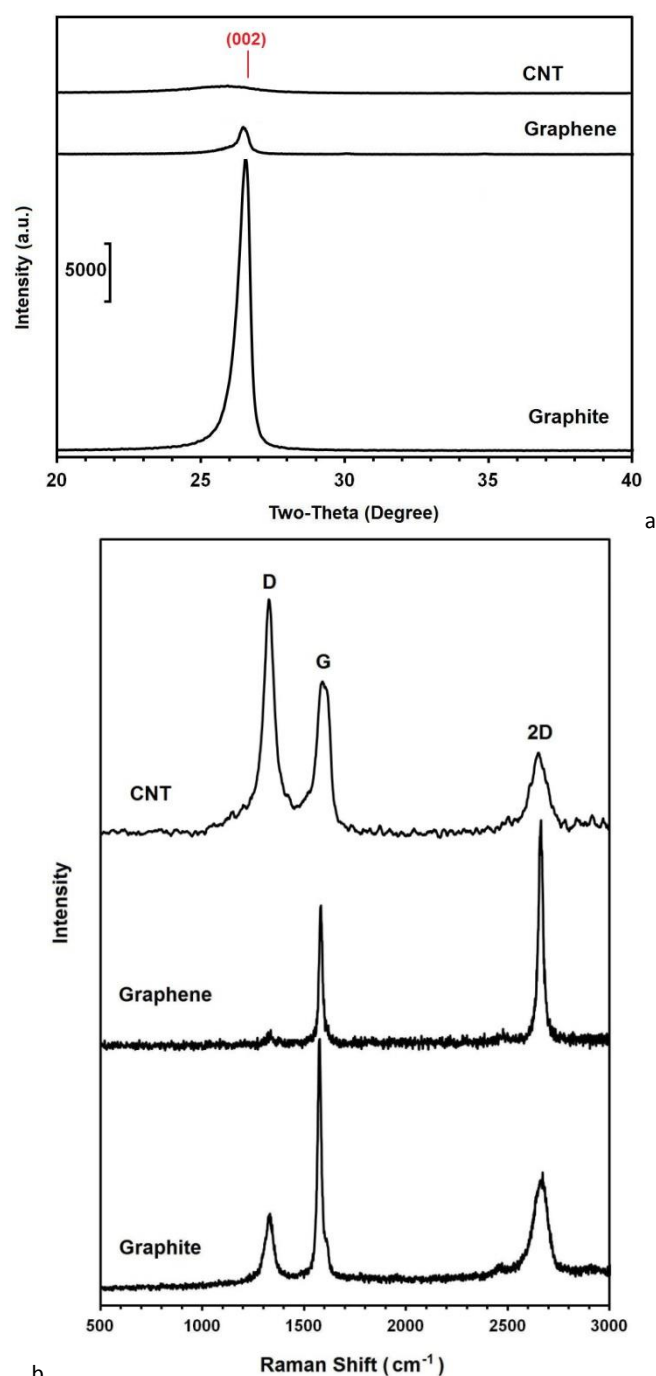 (002)
CNT
Graphene
5000
Graphite
Intensity (a.u.)
20 25 30 35 40
Two-Theta (Degree)
a
D
G
2D
CNT
Graphene
Graphite
Intensity
500 1000 1500 2000 2500 3000
Raman Shift (cm⁻¹)
b